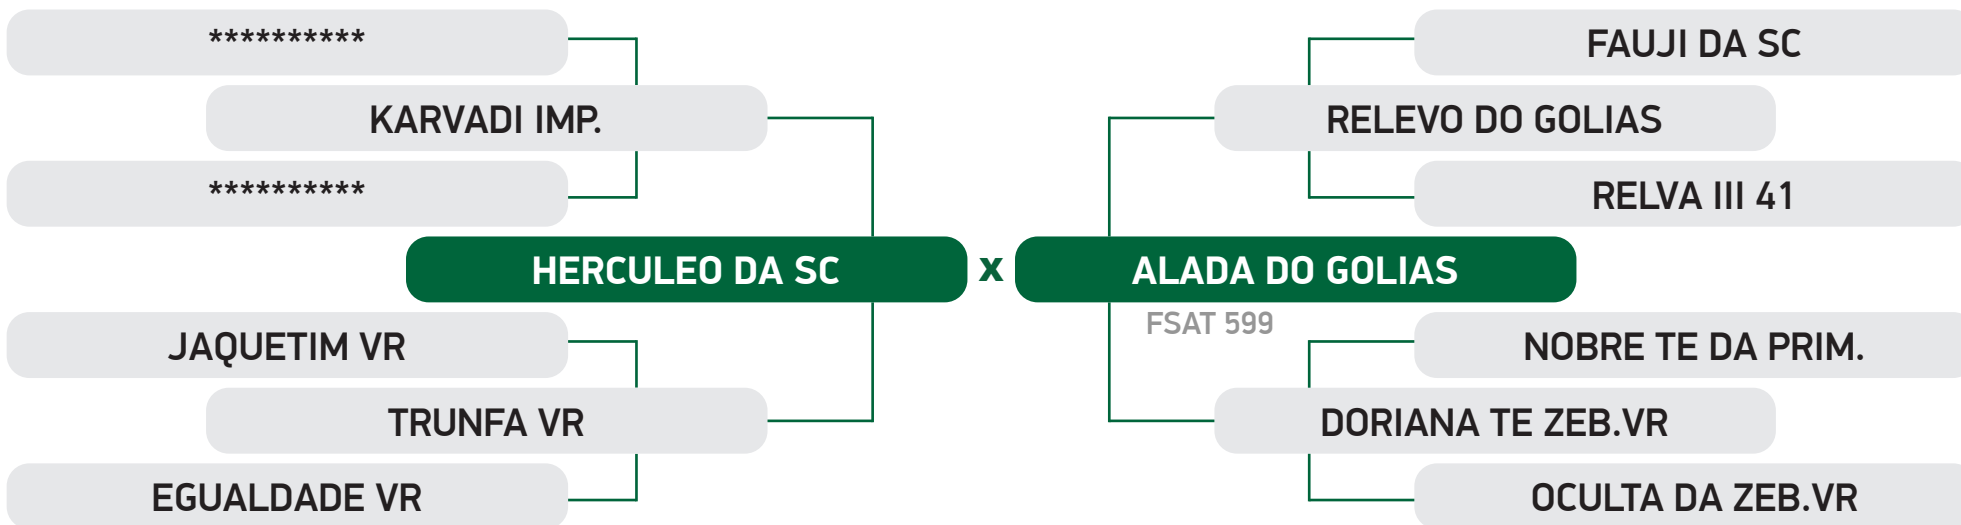 **********
FAUJI DA SC
KARVADI IMP.
RELEVO DO GOLIAS
**********
RELVA III 41
HERCULEO DA SC
x
ALADA DO GOLIAS
FSAT 599
JAQUETIM VR
NOBRE TE DA PRIM.
TRUNFA VR
DORIANA TE ZEB.VR
EGUALDADE VR
OCULTA DA ZEB.VR